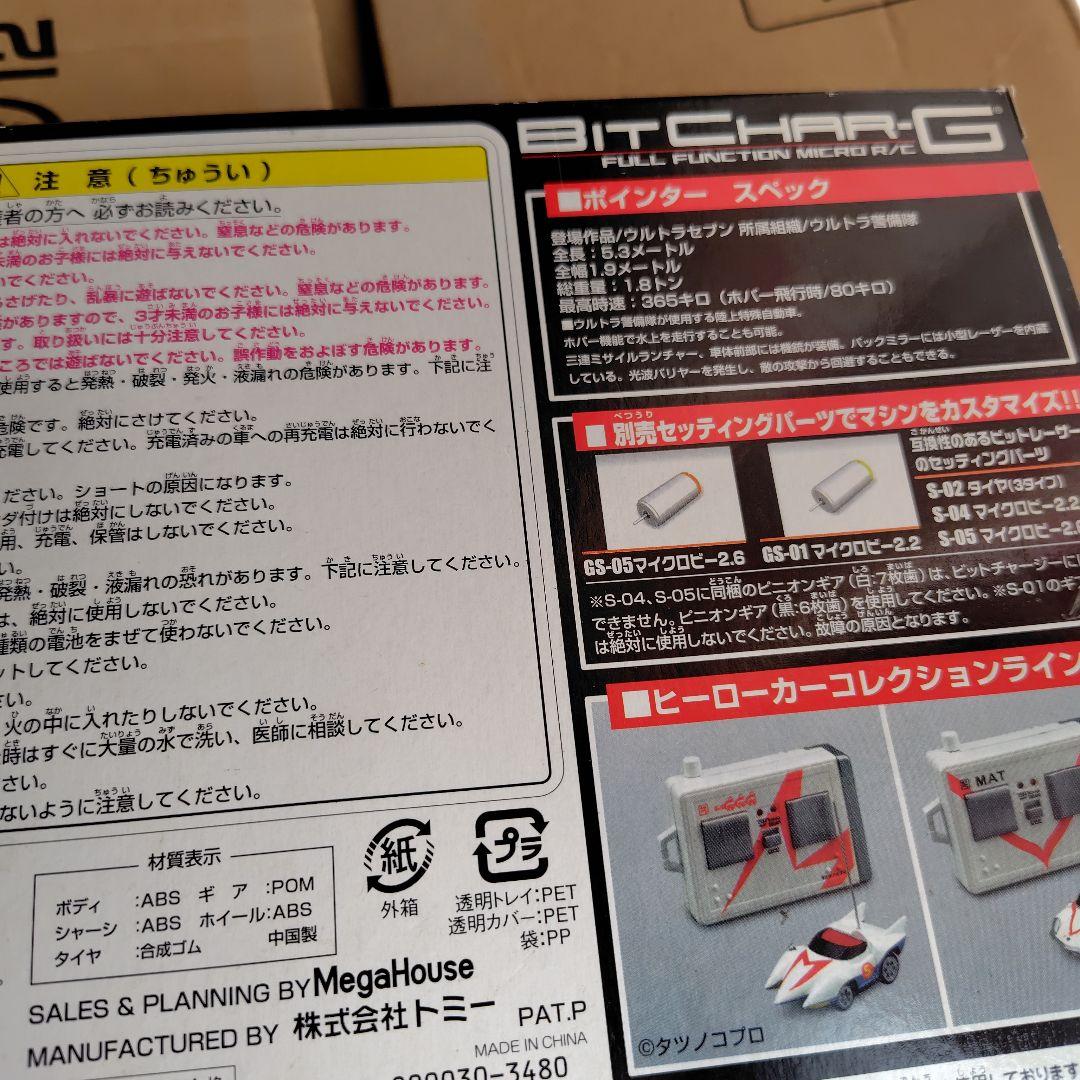 注 意 (ちゅうい)
者の方へ 必ずお読みください。
は絶対に入れないでください。窒息などの危険があります。
未満のお子様には絶対に与えないでください。
いでください。
らさげたり、乱暴に遊ばないでください。窒息などの危険があります。
がありますので、3才未満のお子様には絶対に与えないでください。
す。取り扱いには十分注意してください。
ころでは遊ばないでください。誤作動をおよぼす危険があります。
使用すると発熱・破裂・発火・液漏れの危険があります。下記に注
危険です。絶対にさけてください。
充電してください。充電済みの車への再充電は絶対に行わないでく
ださい。ショートの原因になります。
ダ付けは絶対にしないでください。
用、充電、保管はしないでください。
い。
発熱・破裂・液漏れの恐れがあります。下記に注意してください。
は、絶対に使用しないでください。
種類の電池をまぜて使わないでください。
ットしてください。
さい。
火の中に入れたりしないでください。
時はすぐに大量の水で洗い、医師に相談してください。
さい。
ないように注意してください。
材質表示
ボディ :ABS ギ ア :POM
シャーシ :ABS ホイール:ABS
タイヤ :合成ゴム 中国製
紙
外箱
プラ
透明トレイ:PET
透明カバー:PET
袋:PP
SALES & PLANNING BY MegaHouse
MANUFACTURED BY 株式会社トミー PAT.P
MADE IN CHINA
000030-3480
BIT CHAR-G
FULL FUNCTION MICRO R/C
■ポインター スペック
登場作品/ウルトラセブン 所属組織/ウルトラ警備隊
全長:5.3メートル
全幅1.9メートル
総重量:1.8トン
最高時速:365キロ(ホバー飛行時/80キロ)
■ウルトラ警備隊が使用する陸上特殊自動車。
ホバー機能で水上を走行することも可能。
三連ミサイルランチャー、車体前部には機銃が装備、バックミラーには小型レーザーを内蔵
している。光波バリヤーを発生し、敵の攻撃から回避することもできる。
■ 別売セッティングパーツでマシンをカスタマイズ!!
互換性のあるビットレーサー
のセッティングパーツ
S-02 タイヤ(3タイプ)
S-04 マイクロピー2.2
S-05 マイクロピー2.
GS-05マイクロピー2.6
GS-01 マイクロピー2.2
※S-04、S-05に同梱のピニオンギア(白:7枚歯)は、ビットチャージーに
できません。ピニオンギア(黒:6枚歯)を使用してください。※S-01のギ
は絶対に使用しないでください。故障の原因となります。
■ヒーローカーコレクションライン
MAT
©タツノコプロ